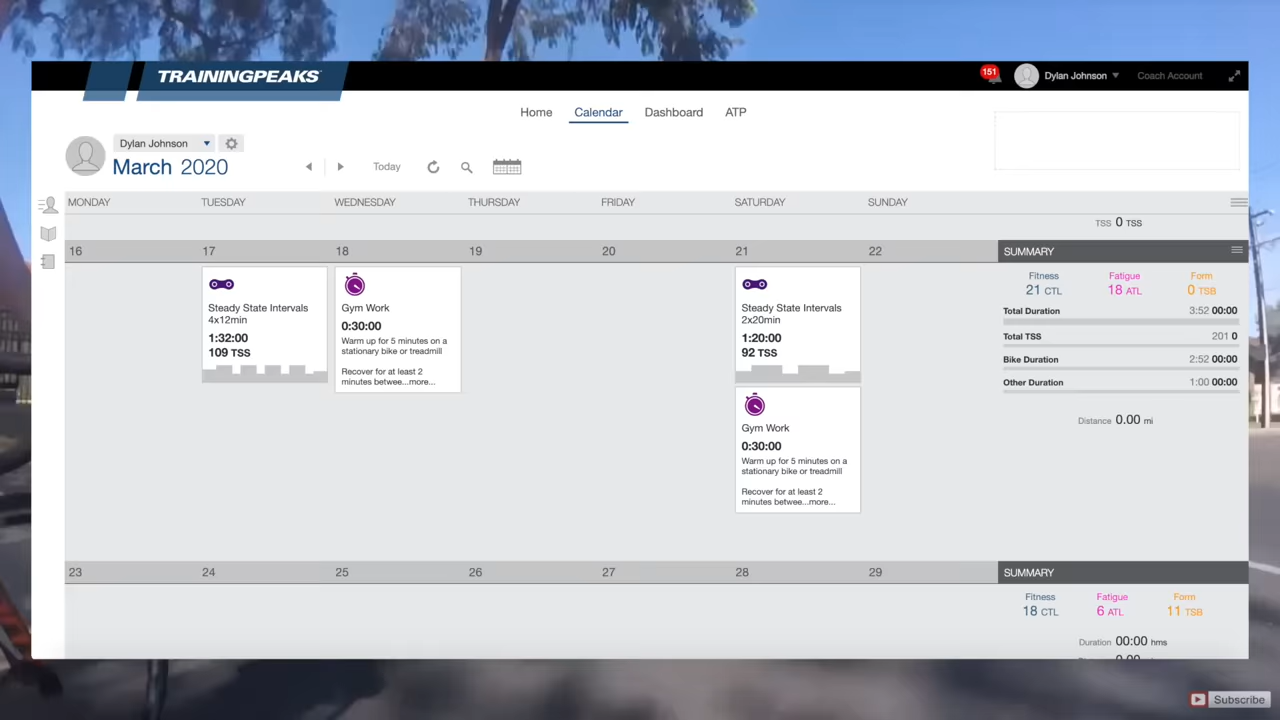 TRAININGPEAKS
151
Dylan Johnson
Coach Account
Home
Calendar
Dashboard
ATP
Dylan Johnson
March 2020
Today
MONDAY
TUESDAY
WEDNESDAY
THURSDAY
FRIDAY
SATURDAY
SUNDAY
TSS 0 TSS
16
17
18
19
20
21
22
SUMMARY
Steady State Intervals
4x12min
1:32:00
109 TSS
Gym Work
0:30:00
Warm up for 5 minutes on a
stationary bike or treadmill
Recover for at least 2
minutes betwee...more...
Steady State Intervals
2x20min
1:20:00
92 TSS
Gym Work
0:30:00
Warm up for 5 minutes on a
stationary bike or treadmill
Recover for at least 2
minutes betwee...more...
Fitness
21 CTL
Fatigue
18 ATL
Form
0 TSB
Total Duration 3:52 00:00
Total TSS 201 0
Bike Duration 2:52 00:00
Other Duration 1:00 00:00
Distance 0.00 mi
23
24
25
26
27
28
29
SUMMARY
Fitness
18 CTL
Fatigue
6 ATL
Form
11 TSB
Duration 00:00 hms
Subscribe